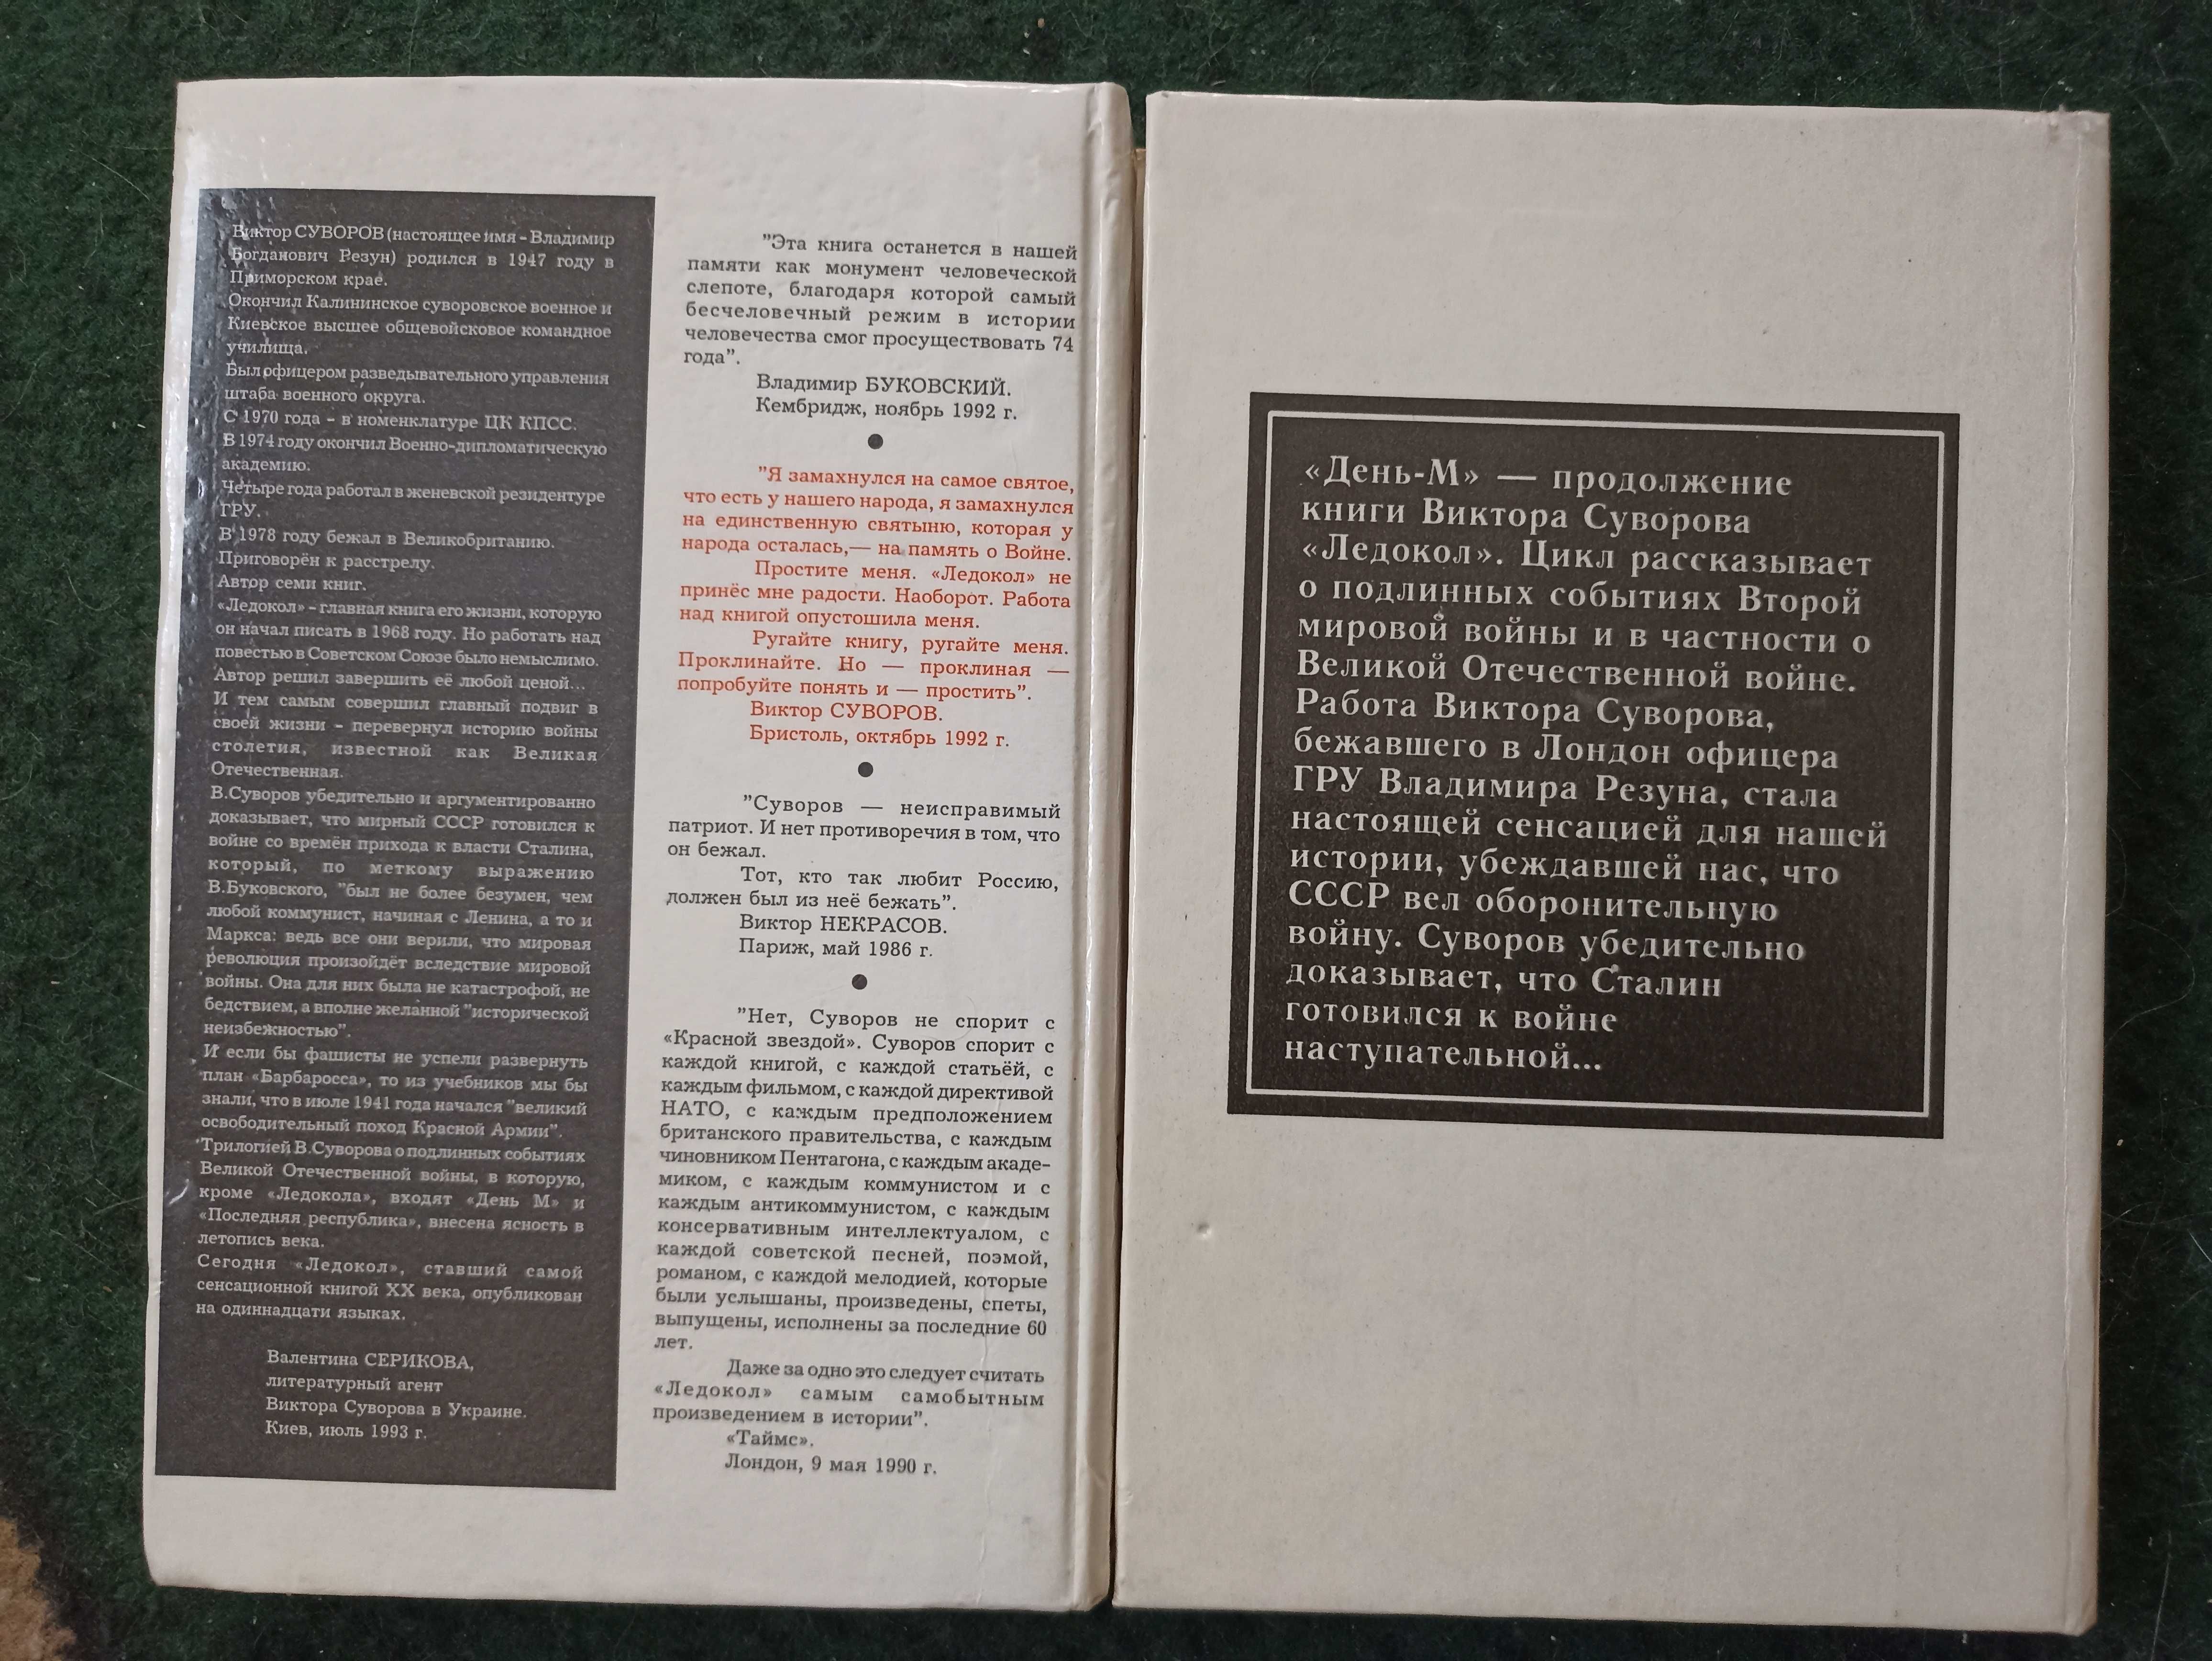 Виктор СУВОРОВ (настоящее имя - Владимир
Богданович Резун) родился в 1947 году в
Приморском крае.
Окончил Калининское суворовское военное и
Киевское высшее общевойсковое командное
училища.
Был офицером разведывательного управления
штаба военного округа.
С 1970 года - в номенклатуре ЦК КПСС.
В 1974 году окончил Военно-дипломатическую
академию.
Четыре года работал в женевской резидентуре
ГРУ.
В 1978 году бежал в Великобританию.
Приговорён к расстрелу.
Автор семи книг.
«Ледокол» - главная книга его жизни, которую
он начал писать в 1968 году. Но работать над
повестью в Советском Союзе было немыслимо.
Автор решил завершить её любой ценой...
И тем самым совершил главный подвиг в
своей жизни - перевернул историю войны
столетия, известной как Великая
Отечественная.
В.Суворов убедительно и аргументированно
доказывает, что мирный СССР готовился к
войне со времён прихода к власти Сталина,
который, по меткому выражению
В.Буковского, "был не более безумен, чем
любой коммунист, начиная с Ленина, а то и
Маркса: ведь все они верили, что мировая
революция произойдёт вследствие мировой
войны. Она для них была не катастрофой, не
бедствием, а вполне желанной "исторической
неизбежностью".
И если бы фашисты не успели развернуть
план «Барбаросса», то из учебников мы бы
знали, что в июле 1941 года начался "великий
освободительный поход Красной Армии".
Трилогией В.Суворова о подлинных событиях
Великой Отечественной войны, в которую,
кроме «Ледокола», входят «День М» и
«Последняя республика», внесена ясность в
летопись века.
Сегодня «Ледокол», ставший самой
сенсационной книгой XX века, опубликован
на одиннадцати языках.
Валентина СЕРИКОВА,
литературный агент
Виктора Суворова в Украине.
Киев, июль 1993 г.
"Эта книга останется в нашей
памяти как монумент человеческой
слепоте, благодаря которой самый
бесчеловечный режим в истории
человечества смог просуществовать 74
года".
Владимир БУКОВСКИЙ.
Кембридж, ноябрь 1992 г.
"Я замахнулся на самое святое,
что есть у нашего народа, я замахнулся
на единственную святыню, которая у
народа осталась,— на память о Войне.
Простите меня. «Ледокол» не
принёс мне радости. Наоборот. Работа
над книгой опустошила меня.
Ругайте книгу, ругайте меня.
Проклинайте. Но — проклиная —
попробуйте понять и — простить".
Виктор СУВОРОВ.
Бристоль, октябрь 1992 г.
"Суворов — неисправимый
патриот. И нет противоречия в том, что
он бежал.
Тот, кто так любит Россию,
должен был из неё бежать".
Виктор НЕКРАСОВ.
Париж, май 1986 г.
"Нет, Суворов не спорит с
«Красной звездой». Суворов спорит с
каждой книгой, с каждой статьёй, с
каждым фильмом, с каждой директивой
НАТО, с каждым предположением
британского правительства, с каждым
чиновником Пентагона, с каждым акаде-
миком, с каждым коммунистом и с
каждым антикоммунистом, с каждым
консервативным интеллектуалом, с
каждой советской песней, поэмой,
романом, с каждой мелодией, которые
были услышаны, произведены, спеты,
выпущены, исполнены за последние 60
лет.
Даже за одно это следует считать
«Ледокол» самым самобытным
произведением в истории".
«Таймс».
Лондон, 9 мая 1990 г.
«День-М» — продолжение
книги Виктора Суворова
«Ледокол». Цикл рассказывает
о подлинных событиях Второй
мировой войны и в частности о
Великой Отечественной войне.
Работа Виктора Суворова,
бежавшего в Лондон офицера
ГРУ Владимира Резуна, стала
настоящей сенсацией для нашей
истории, убеждавшей нас, что
СССР вел оборонительную
войну. Суворов убедительно
доказывает, что Сталин
готовился к войне
наступательной...